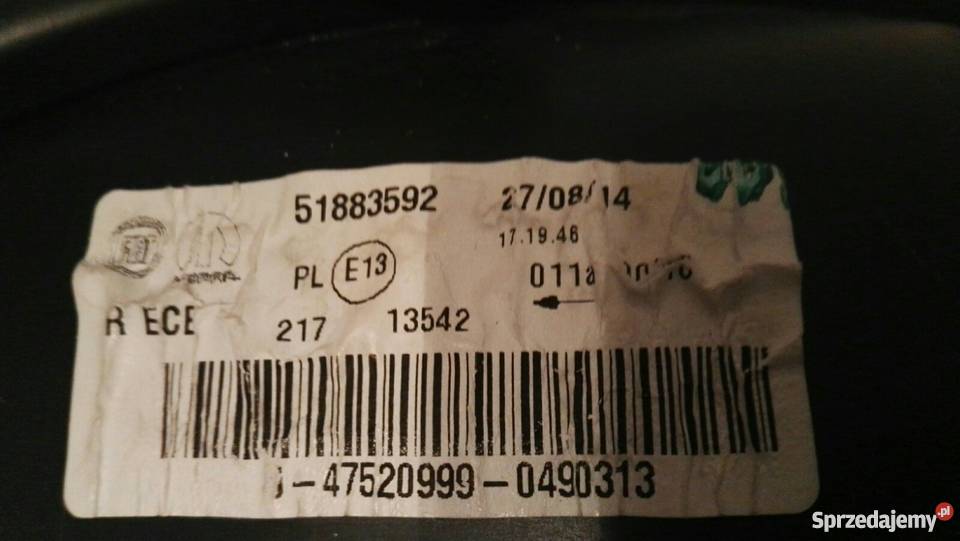 51883592 27/08/14
17.19.46
PL E13
R ECE 217 13542
-47520999-0490313
Sprzedajemy.pl